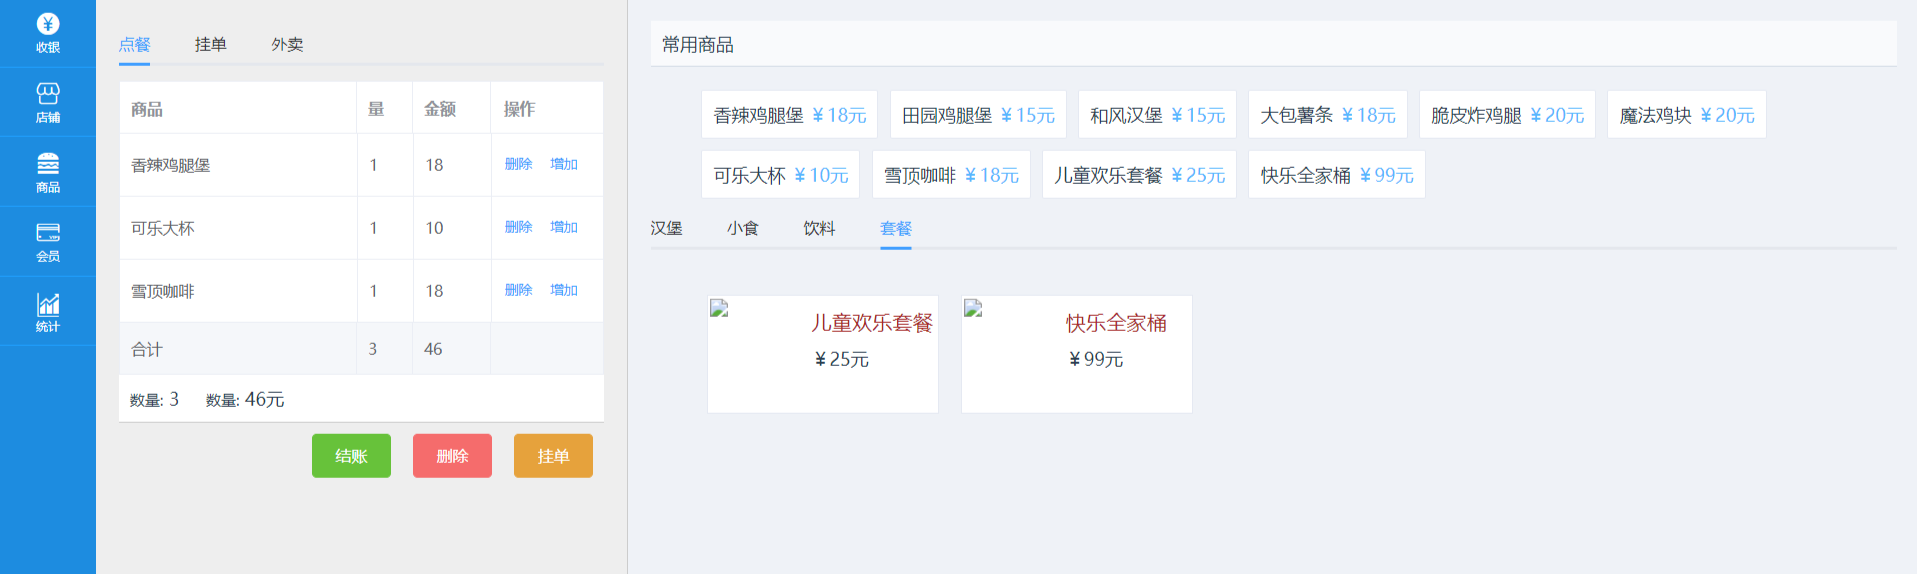 收银
店铺
商品
会员
统计
点餐 挂单 外卖
商品 量 金额 操作
香辣鸡腿堡 1 18 删除 增加
可乐大杯 1 10 删除 增加
雪顶咖啡 1 18 删除 增加
合计 3 46
数量: 3 数量: 46元
结账 删除 挂单
常用商品
香辣鸡腿堡 ¥18元 田园鸡腿堡 ¥15元 和风汉堡 ¥15元 大包薯条 ¥18元 脆皮炸鸡腿 ¥20元 魔法鸡块 ¥20元
可乐大杯 ¥10元 雪顶咖啡 ¥18元 儿童欢乐套餐 ¥25元 快乐全家桶 ¥99元
汉堡 小食 饮料 套餐
儿童欢乐套餐 快乐全家桶
¥25元 ¥99元